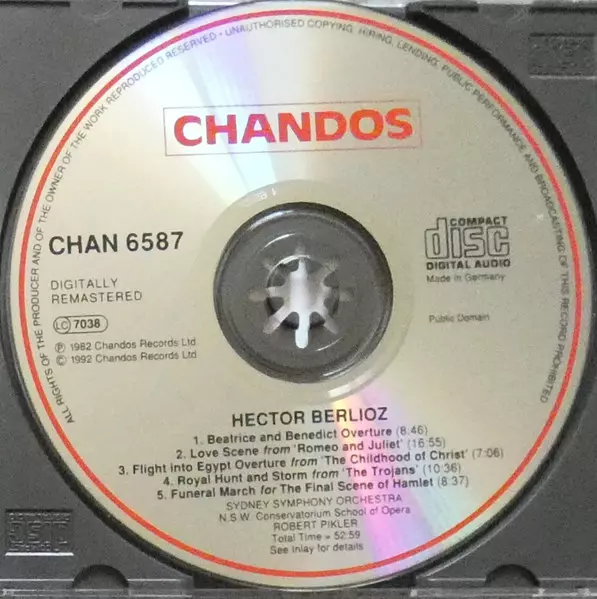 ALL RIGHTS OF THE PRODUCER AND OF THE OWNER OF THE WORK REPRODUCED RESERVED • UNAUTHORISED COPYING, HIRING, LENDING, PUBLIC PERFORMANCE AND BROADCASTING OF THIS RECORD PROHIBITED
CHANDOS
CHAN 6587
COMPACT
disc
DIGITAL AUDIO
DIGITALLY
REMASTERED
Made in Germany
LC 7038
Public Domain
℗ 1982 Chandos Records Ltd.
© 1992 Chandos Records Ltd.
HECTOR BERLIOZ
1. Beatrice and Benedict Overture (8:46)
2. Love Scene from 'Romeo and Juliet' (16:55)
3. Flight into Egypt Overture from 'The Childhood of Christ' (7:06)
4. Royal Hunt and Storm from 'The Trojans' (10:36)
5. Funeral March for The Final Scene of Hamlet (8:37)
SYDNEY SYMPHONY ORCHESTRA
N.S.W. Conservatorium School of Opera
ROBERT PIKLER
Total Time = 52:59
See Inlay for details
disc